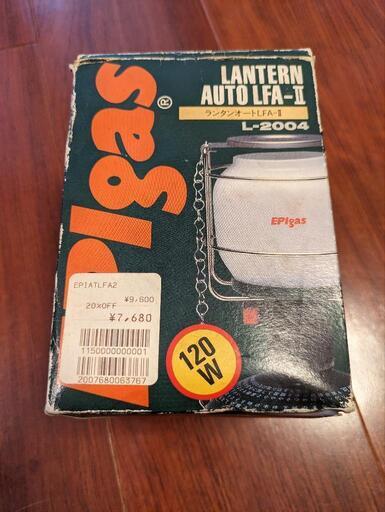 LANTERN
AUTO LFA-II
ランタンオートLFA-II
L-2004
EPIgas®
EPIgas
EPIATLFA2
¥9,600
20%OFF
¥7,680
1150000000001
2007680063767
120
W